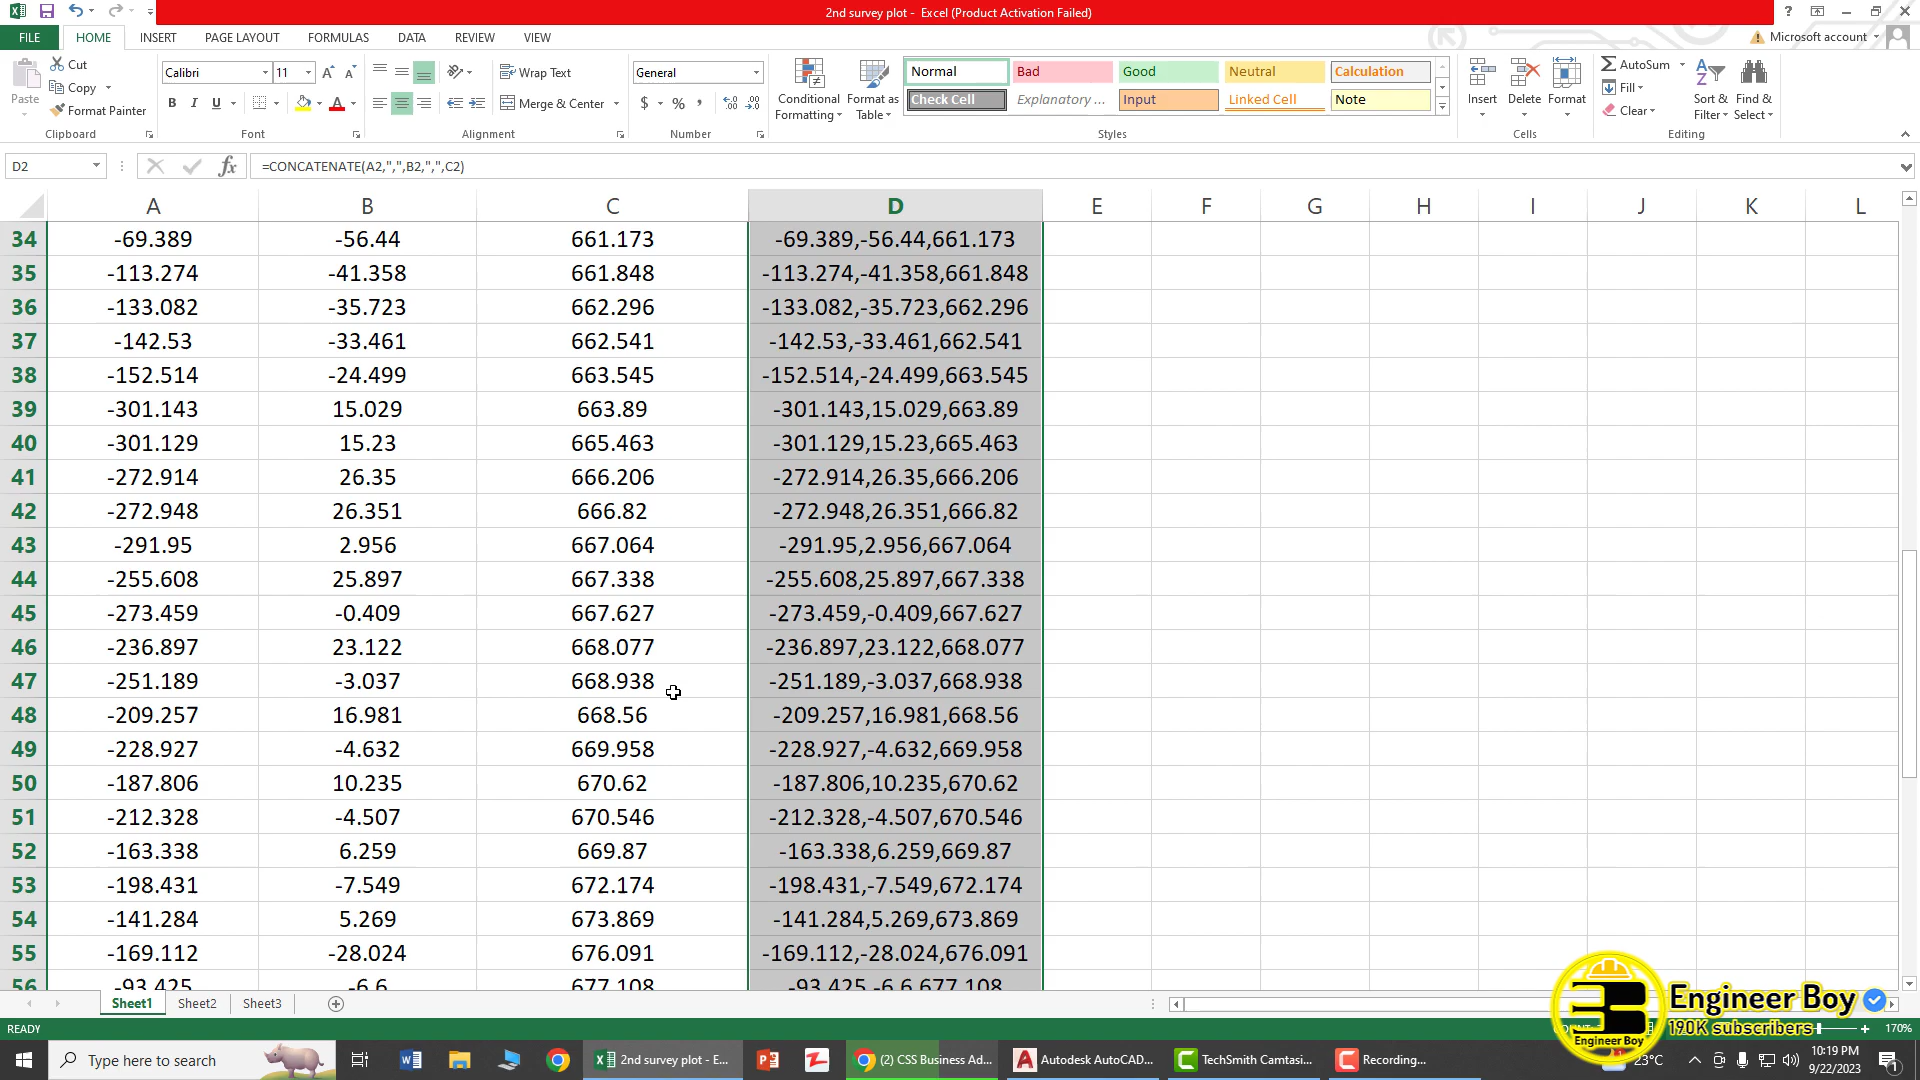 2nd survey plot - Excel (Product Activation Failed)
FILE HOME INSERT PAGE LAYOUT FORMULAS DATA REVIEW VIEW Microsoft account
Cut
Copy
Format Painter
Paste
Calibri 11
Wrap Text
Merge & Center
General
Conditional Formatting
Format as Table
Normal Bad Good Neutral Calculation
Check Cell Explanatory ... Input Linked Cell Note
Insert Delete Format
AutoSum
Fill
Clear
Sort & Filter
Find & Select
Clipboard Font Alignment Number Styles Cells Editing
D2 =CONCATENATE(A2,",",B2,",",C2)
A B C D E F G H I J K L
34 -69.389 -56.44 661.173 -69.389,-56.44,661.173
35 -113.274 -41.358 661.848 -113.274,-41.358,661.848
36 -133.082 -35.723 662.296 -133.082,-35.723,662.296
37 -142.53 -33.461 662.541 -142.53,-33.461,662.541
38 -152.514 -24.499 663.545 -152.514,-24.499,663.545
39 -301.143 15.029 663.89 -301.143,15.029,663.89
40 -301.129 15.23 665.463 -301.129,15.23,665.463
41 -272.914 26.35 666.206 -272.914,26.35,666.206
42 -272.948 26.351 666.82 -272.948,26.351,666.82
43 -291.95 2.956 667.064 -291.95,2.956,667.064
44 -255.608 25.897 667.338 -255.608,25.897,667.338
45 -273.459 -0.409 667.627 -273.459,-0.409,667.627
46 -236.897 23.122 668.077 -236.897,23.122,668.077
47 -251.189 -3.037 668.938 -251.189,-3.037,668.938
48 -209.257 16.981 668.56 -209.257,16.981,668.56
49 -228.927 -4.632 669.958 -228.927,-4.632,669.958
50 -187.806 10.235 670.62 -187.806,10.235,670.62
51 -212.328 -4.507 670.546 -212.328,-4.507,670.546
52 -163.338 6.259 669.87 -163.338,6.259,669.87
53 -198.431 -7.549 672.174 -198.431,-7.549,672.174
54 -141.284 5.269 673.869 -141.284,5.269,673.869
55 -169.112 -28.024 676.091 -169.112,-28.024,676.091
56 -93.425 -6.6 677.108 -93.425,-6.6,677.108
Sheet1 Sheet2 Sheet3
Engineer Boy
190K subscribers
Engineer Boy
READY 170%
Type here to search
2nd survey plot - E...
(2) CSS Business Ad...
Autodesk AutoCAD...
TechSmith Camtasi...
Recording...
23°C
10:19 PM
9/22/2023